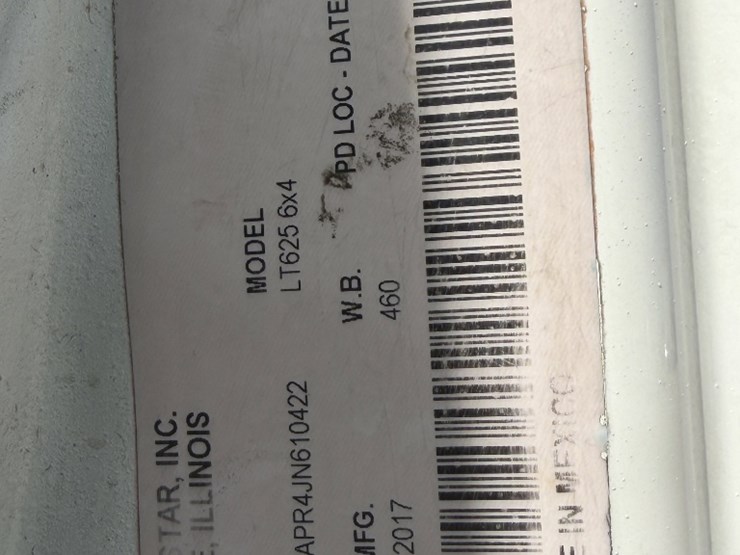 STAR, INC.
E, ILLINOIS
MODEL
APR4JN610422 LT625 6x4
MFG. W.B. PD LOC - DATE
2017 460
E IN MEXICO